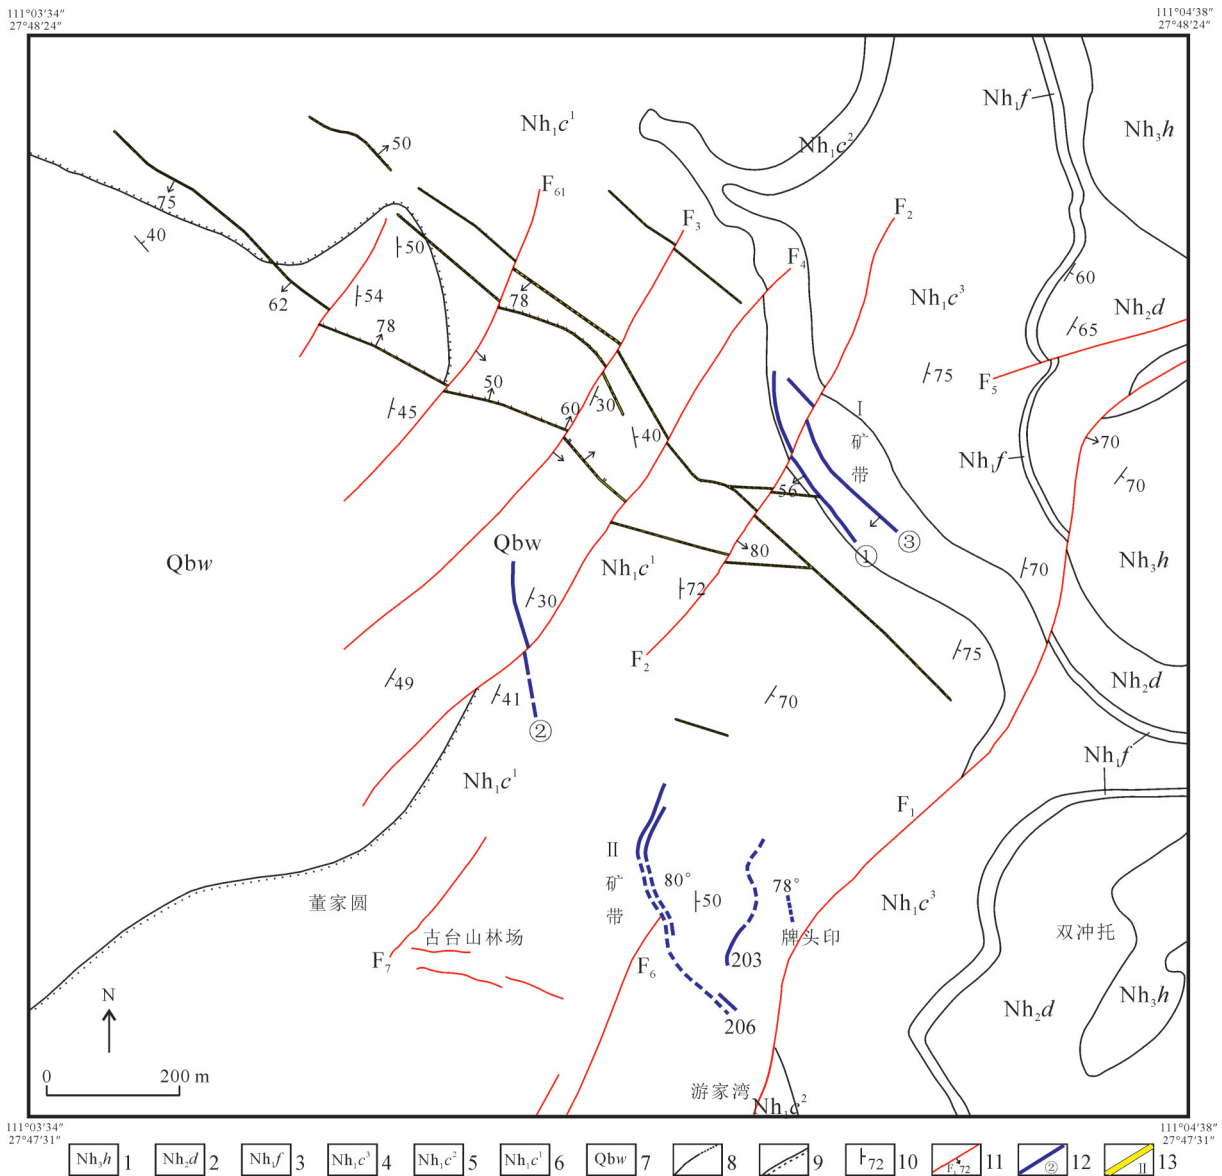 111°03′34″
27°48′24″
111°04′38″
27°48′24″
Nh₁f
Nh₃h
Nh₁c¹
Nh₁c²
50
75
F₆₁
F₃
F₂
40
50
F₄
60
62
54
78
Nh₁c³
Nh₂d
65
78
50
75
F₅
45
60
30
40
I
矿
带
70
Nh₁f
70
56
③
①
Qbw
Qbw
Nh₁c¹
80
Nh₃h
70
72
30
F₂
75
49
41
70
Nh₂d
②
Nh₁f
Nh₁c¹
F₁
II
矿
带
80°
78°
50
董家圆
Nh₁c³
古台山林场
牌头印
双冲托
F₇
F₆
203
N
Nh₂d
Nh₃h
206
0
200 m
游家湾
Nh₁c²
111°03′34″
27°47′31″
111°04′38″
27°47′31″
Nh₃h 1 Nh₂d 2 Nh₁f 3 Nh₁c³ 4 Nh₁c² 5 Nh₁c¹ 6 Qbw 7 8 9 72 10 F₁ 72 11 ② 12 II 13